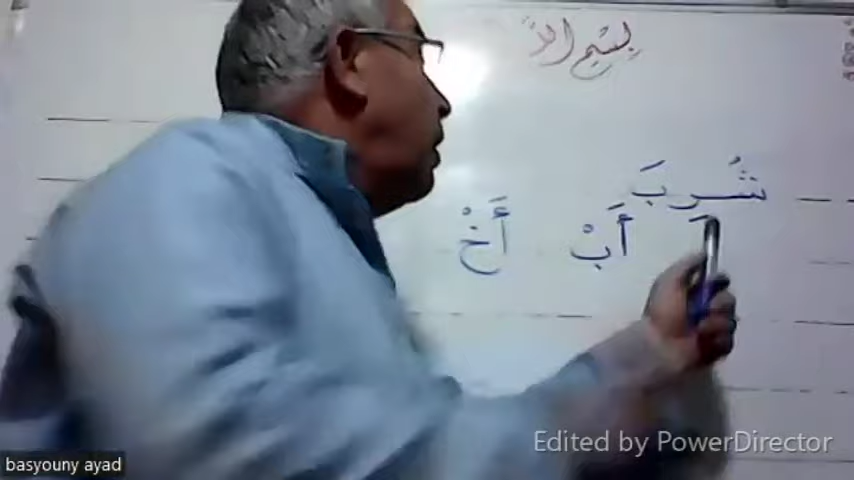 بسم الله
شُرِبَ
أَبْ أَخْ
Edited by PowerDirector
basyouny ayad